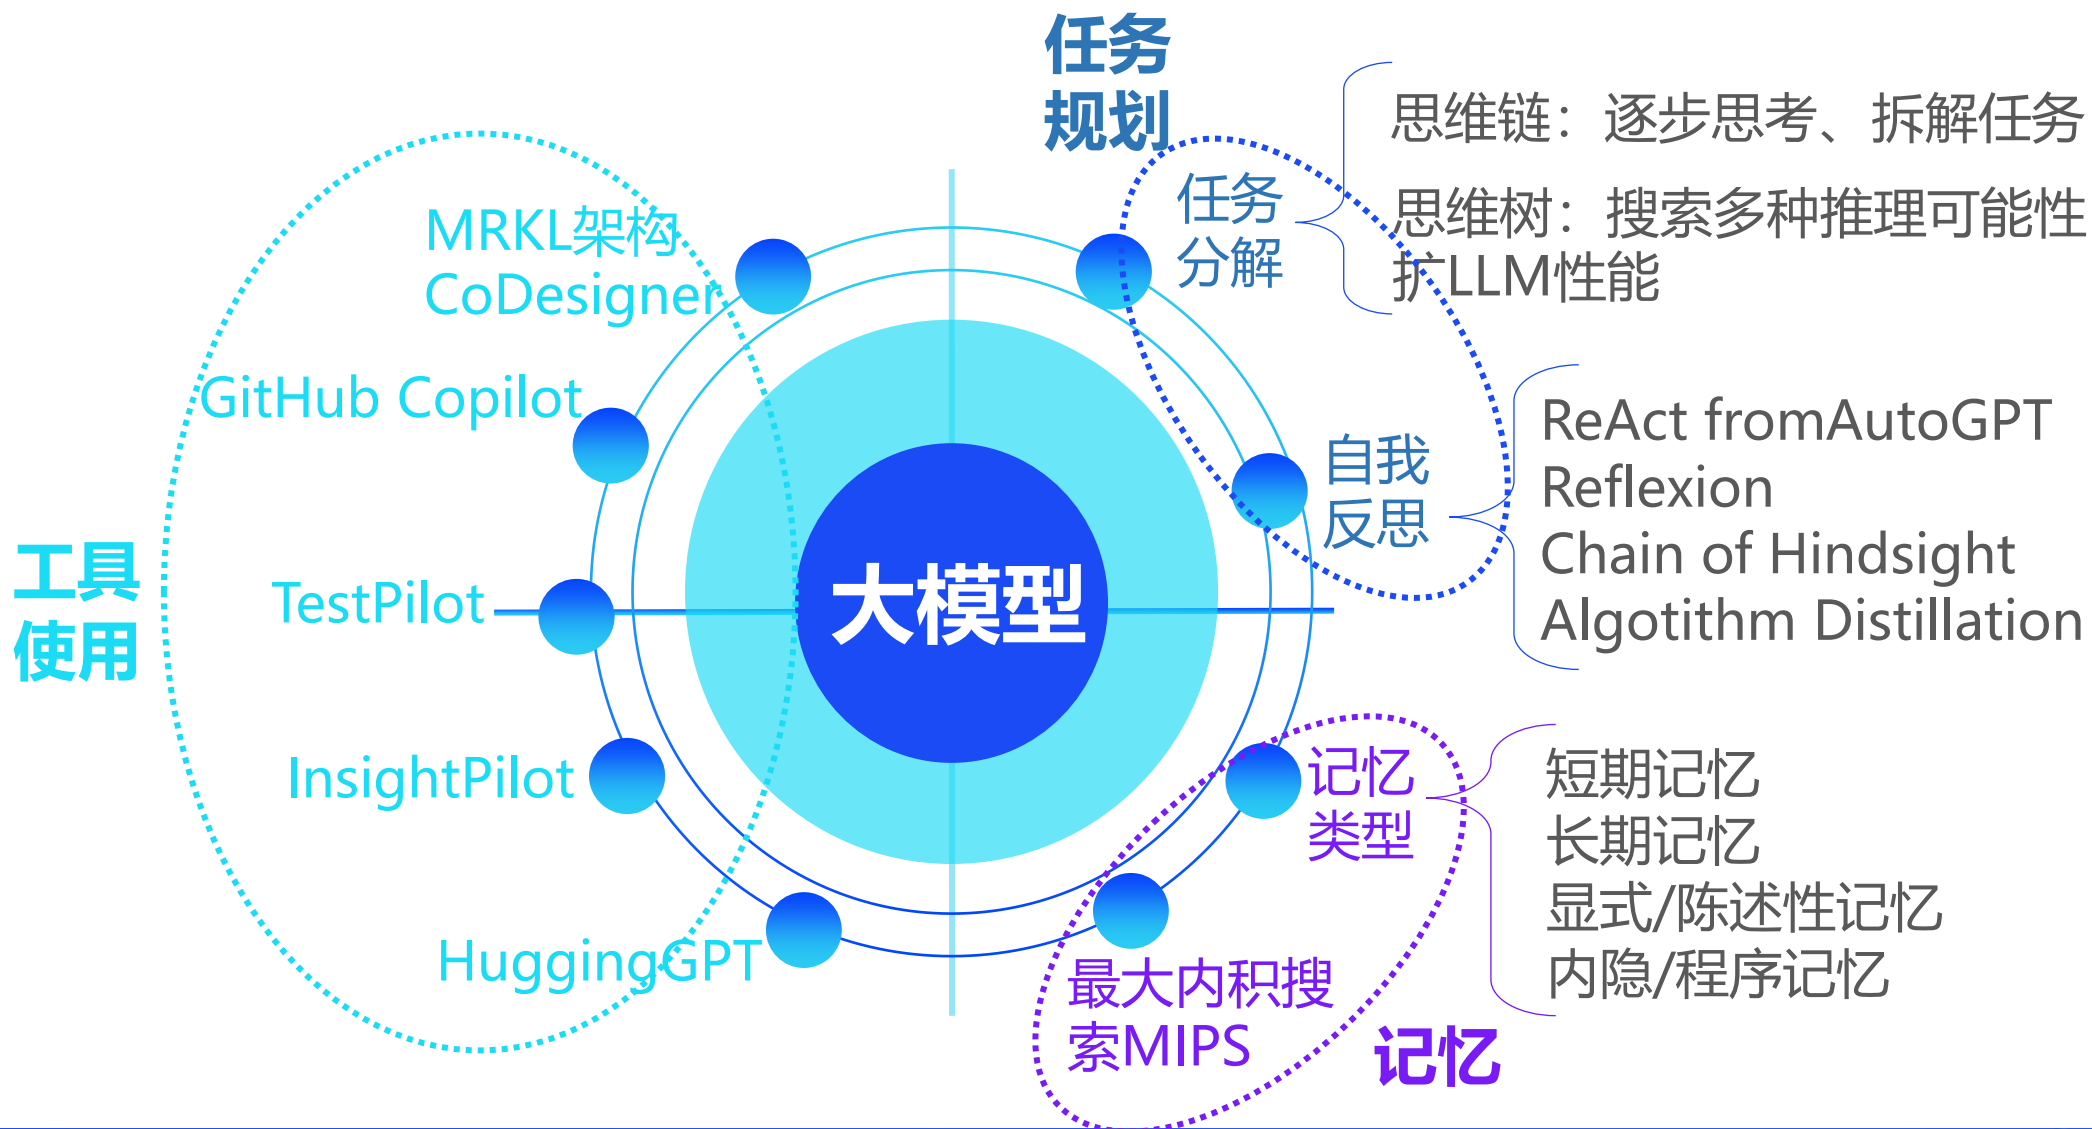 任务
规划
思维链：逐步思考、拆解任务
思维树：搜索多种推理可能性
扩LLM性能
任务
分解
MRKL架构
CoDesigner
GitHub Copilot
自我
反思
ReAct fromAutoGPT
Reflexion
Chain of Hindsight
Algotithm Distillation
工具
使用
TestPilot
大模型
InsightPilot
HuggingGPT
记忆
类型
短期记忆
长期记忆
显式/陈述性记忆
内隐/程序记忆
最大内积搜
索MIPS
记忆